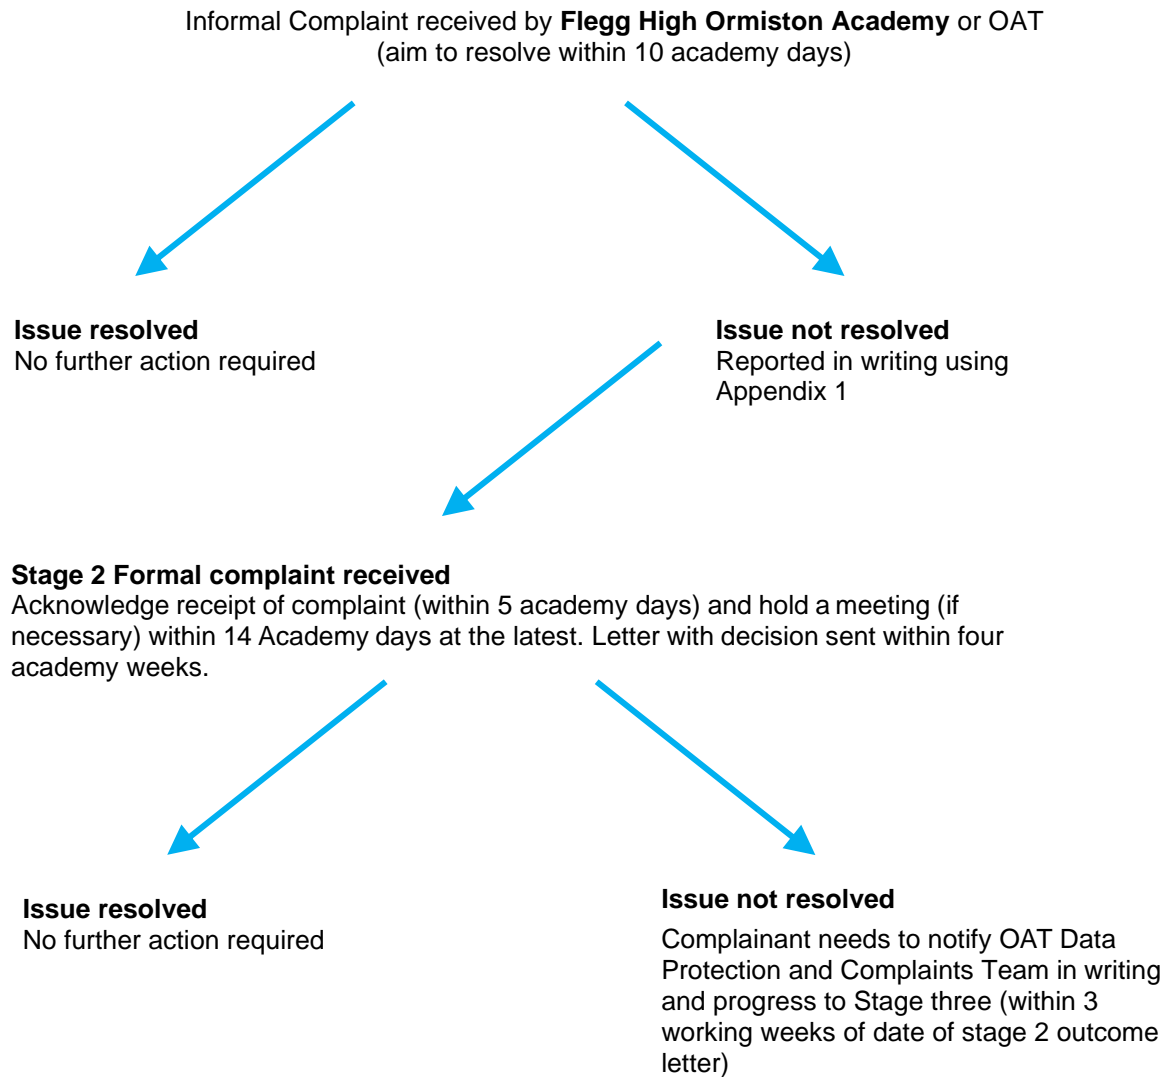 Informal Complaint received by Flegg High Ormiston Academy or OAT
(aim to resolve within 10 academy days)
Issue resolved
No further action required
Issue not resolved
Reported in writing using
Appendix 1
Stage 2 Formal complaint received
Acknowledge receipt of complaint (within 5 academy days) and hold a meeting (if
necessary) within 14 Academy days at the latest. Letter with decision sent within four
academy weeks.
Issue resolved
No further action required
Issue not resolved
Complainant needs to notify OAT Data
Protection and Complaints Team in writing
and progress to Stage three (within 3
working weeks of date of stage 2 outcome
letter)